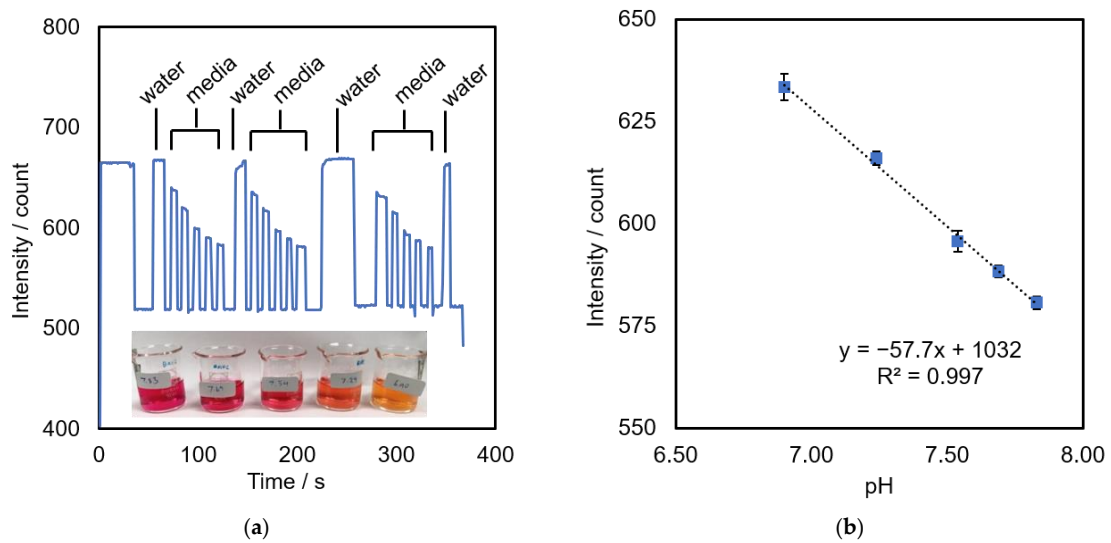 800
700
600
500
400
Intensity / count
water
media
water
media
water
media
water
0
100
200
300
400
Time / s
(a)
650
625
600
575
550
Intensity / count
y = −57.7x + 1032
R² = 0.997
6.50
7.00
7.50
8.00
pH
(b)